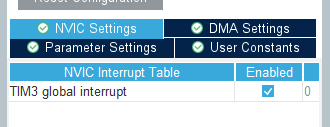 Reset Configuration
NVIC Settings
DMA Settings
Parameter Settings
User Constants
NVIC Interrupt Table
Enabled
TIM3 global interrupt
0